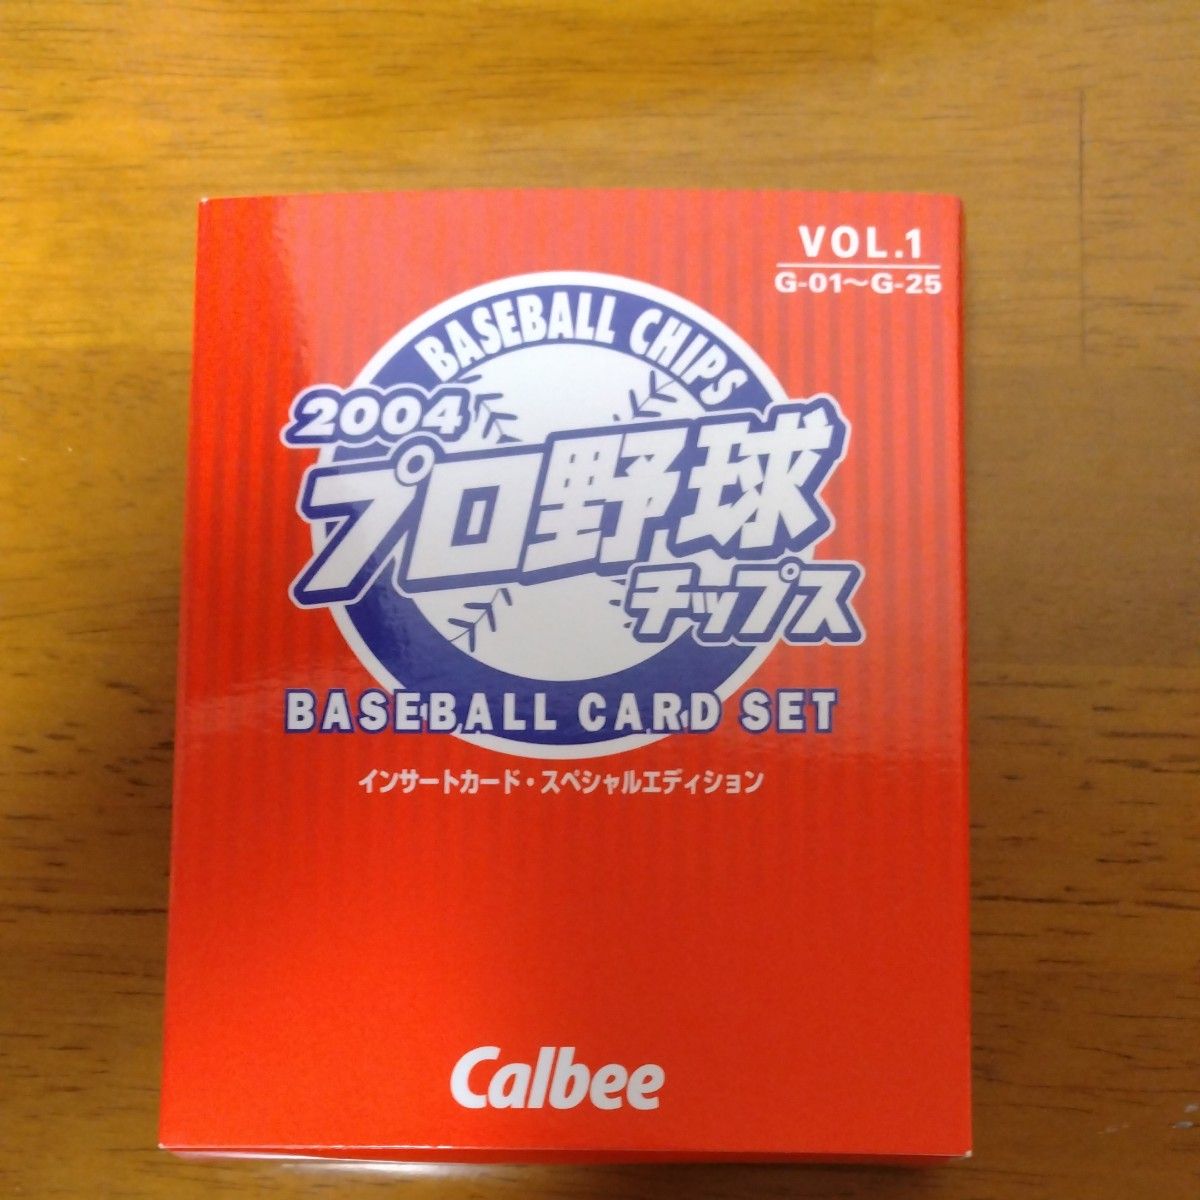 VOL.1
G-01〜G-25
BASEBALL CHIPS
2004
プロ野球
チップス
BASEBALL CARD SET
インサートカード・スペシャルエディション
Calbee